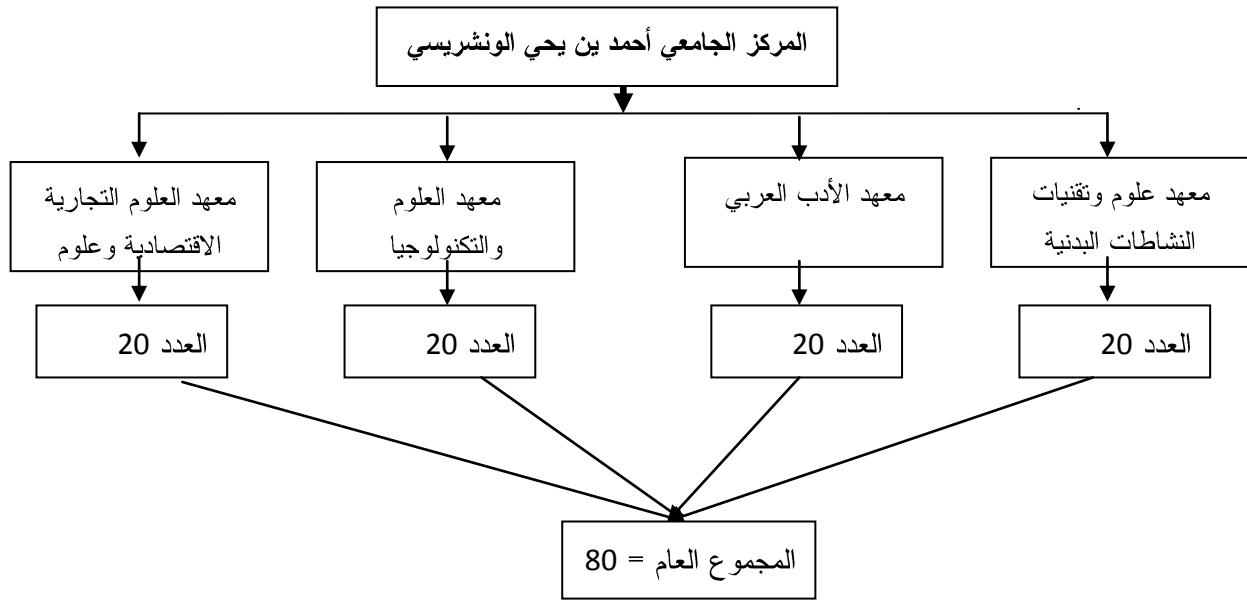 المركز الجامعي أحمد ين يحي الونشريسي
معهد علوم وتقنيات
النشاطات البدنية
معهد الأدب العربي
معهد العلوم
والتكنولوجيا
معهد العلوم التجارية
الاقتصادية وعلوم
العدد 20
العدد 20
العدد 20
العدد 20
المجموع العام = 80